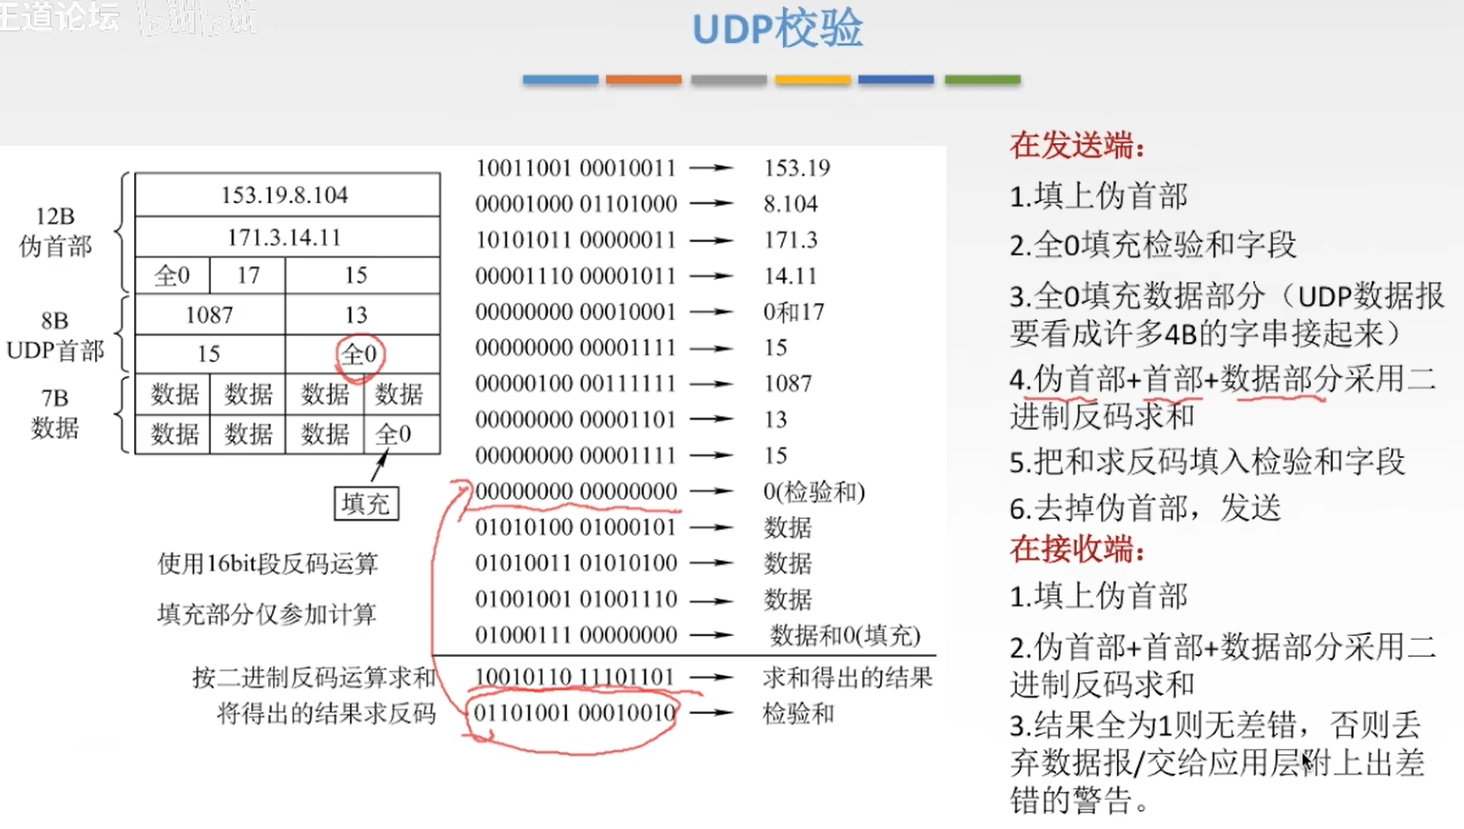 王道论坛 bilibili
UDP校验
12B
伪首部
153.19.8.104
171.3.14.11
全0 17 15
8B
UDP首部
1087 13
15 全0
7B
数据
数据 数据 数据 数据
数据 数据 数据 全0
填充
使用16bit段反码运算
填充部分仅参加计算
10011001 00010011 → 153.19
00001000 01101000 → 8.104
10101011 00000011 → 171.3
00001110 00001011 → 14.11
00000000 00010001 → 0和17
00000000 00001111 → 15
00000100 00111111 → 1087
00000000 00001101 → 13
00000000 00001111 → 15
00000000 00000000 → 0(检验和)
01010100 01000101 → 数据
01010011 01010100 → 数据
01001001 01001110 → 数据
01000111 00000000 → 数据和0(填充)
按二进制反码运算求和 10010110 11101101 → 求和得出的结果
将得出的结果求反码 01101001 00010010 → 检验和
在发送端：
1.填上伪首部
2.全0填充检验和字段
3.全0填充数据部分（UDP数据报
要看成许多4B的字串接起来）
4.伪首部+首部+数据部分采用二
进制反码求和
5.把和求反码填入检验和字段
6.去掉伪首部，发送
在接收端：
1.填上伪首部
2.伪首部+首部+数据部分采用二
进制反码求和
3.结果全为1则无差错，否则丢
弃数据报/交给应用层附上出差
错的警告。